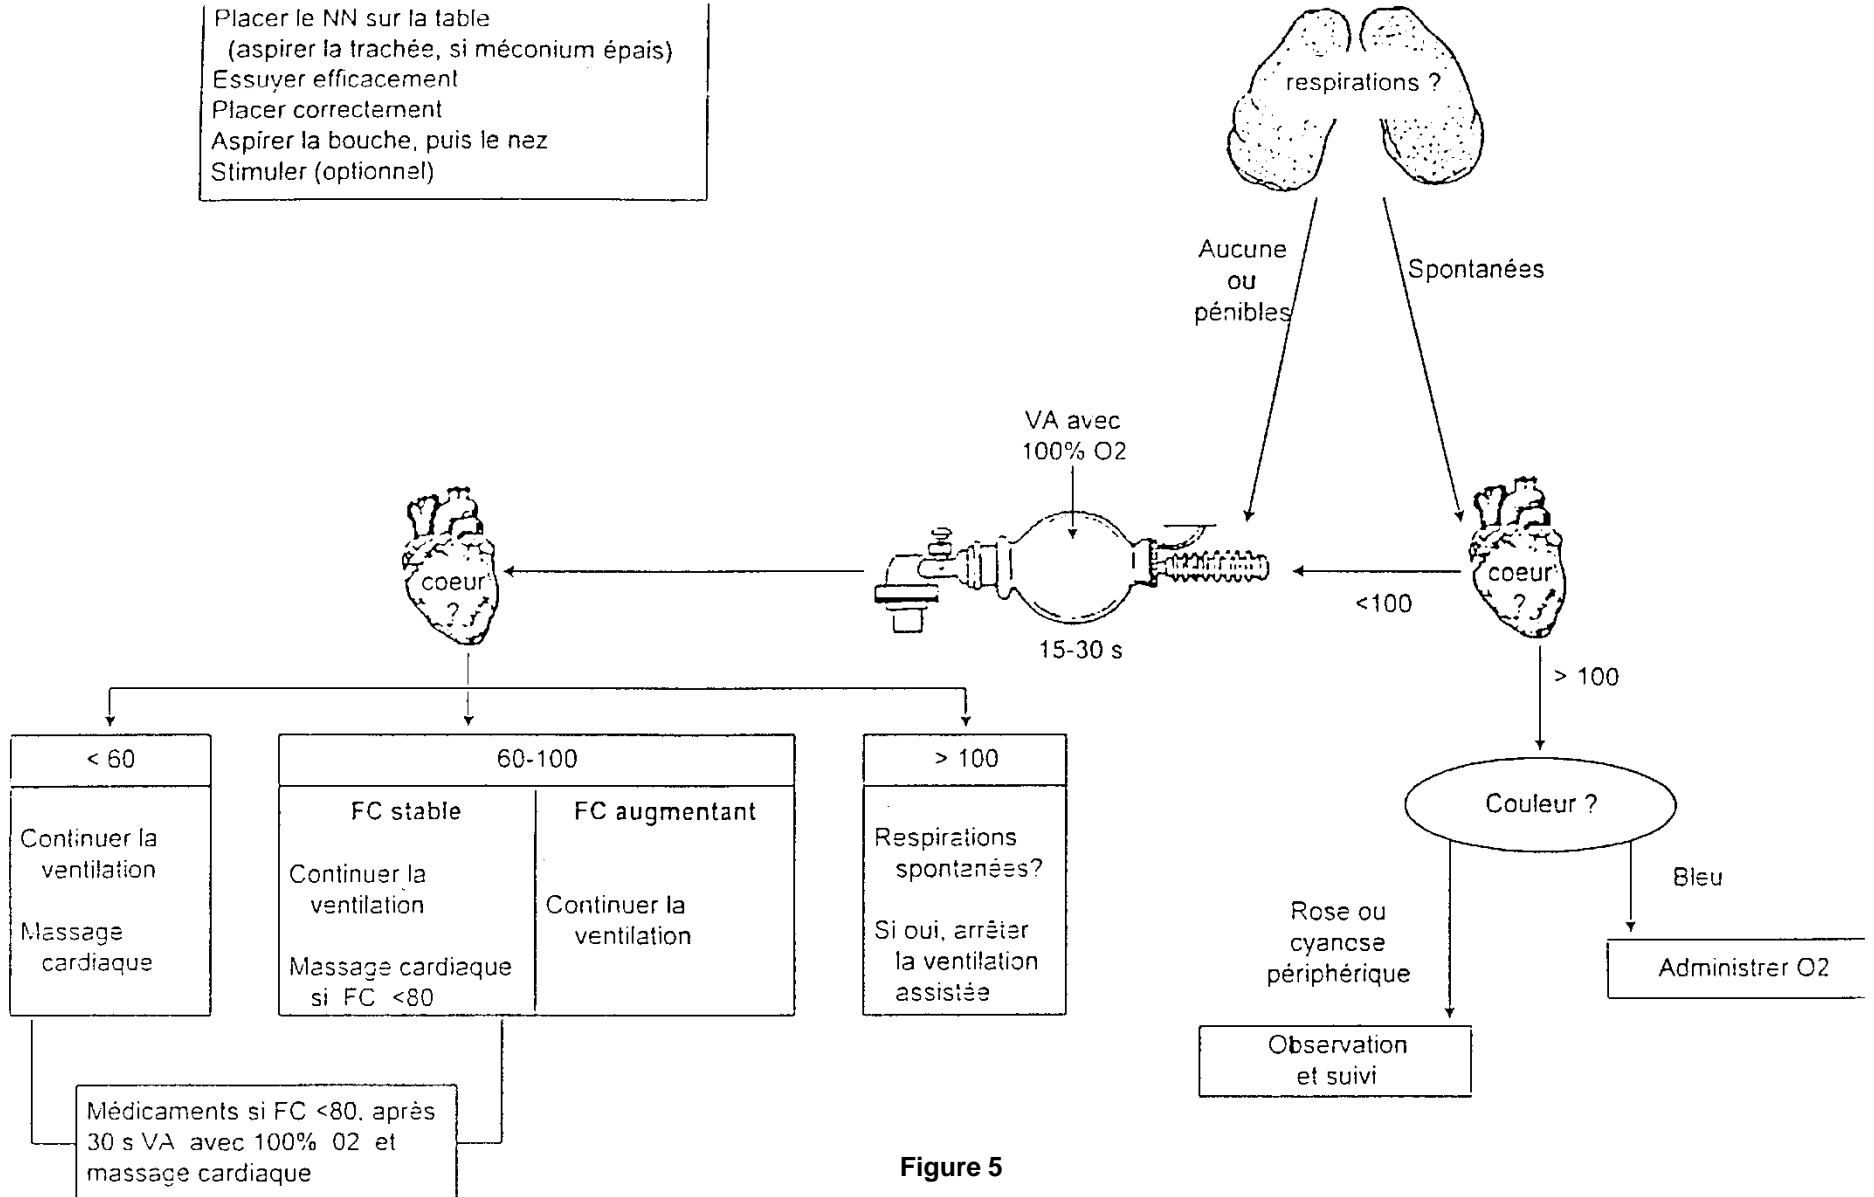 Placer le NN sur la table
(aspirer la trachée, si méconium épais)
Essuyer efficacement
Placer correctement
Aspirer la bouche, puis le nez
Stimuler (optionnel)
respirations ?
Aucune
ou
pénibles
Spontanées
VA avec
100% O2
15-30 s
coeur
?
<100
coeur
?
> 100
< 60
Continuer la
ventilation
Massage
cardiaque
60-100
FC stable
Continuer la
ventilation
Massage cardiaque
si FC <80
FC augmentant
Continuer la
ventilation
> 100
Respirations
spontanées?
Si oui, arrêter
la ventilation
assistée
Couleur ?
Rose ou
cyanose
périphérique
Bleu
Administrer O2
Observation
et suivi
Médicaments si FC <80, après
30 s VA avec 100% 02 et
massage cardiaque
Figure 5